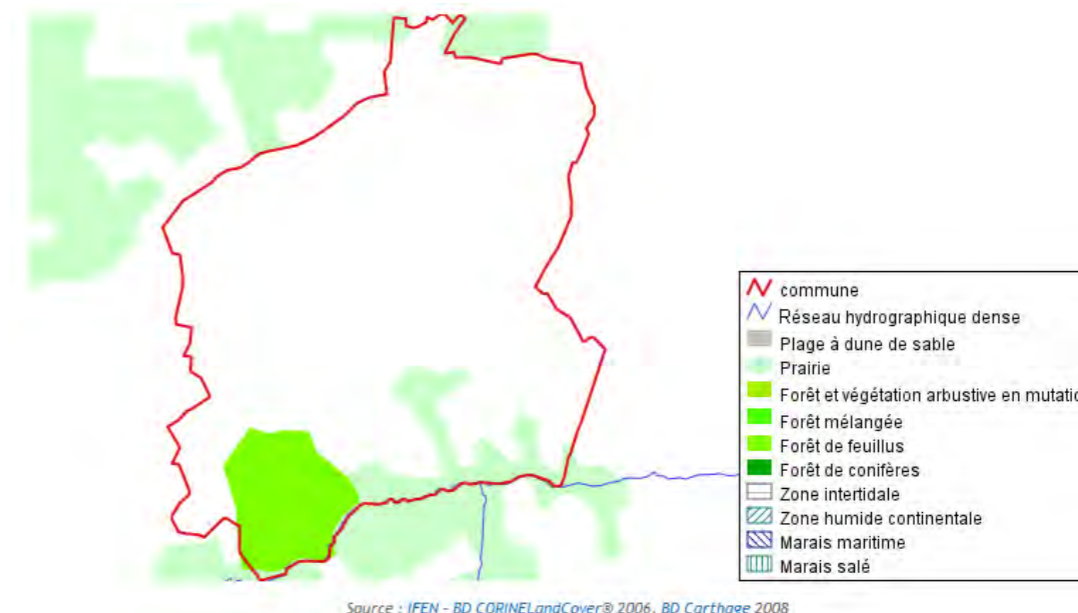 commune
Réseau hydrographique dense
Plage à dune de sable
Prairie
Forêt et végétation arbustive en mutatio
Forêt mélangée
Forêt de feuillus
Forêt de conifères
Zone intertidale
Zone humide continentale
Marais maritime
Marais salé
Source : IFEN - BD CORINELandCover® 2006, BD Carthage 2008